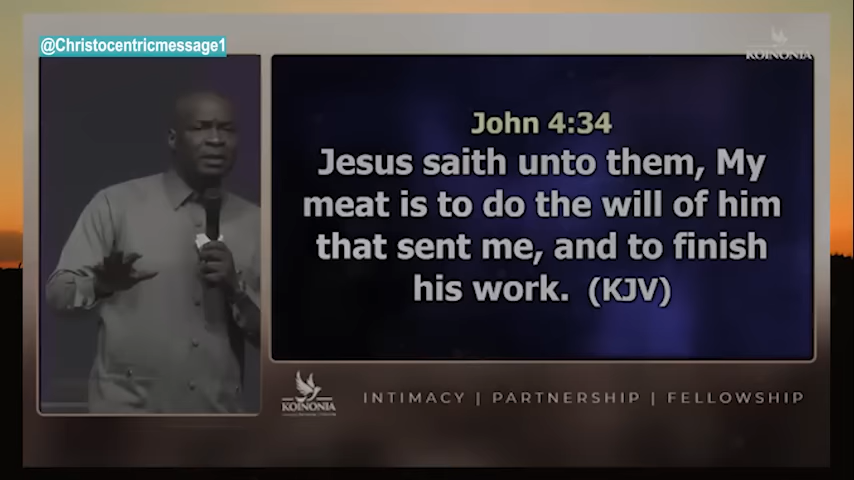 @Christocentricmessage1
KOINONIA
John 4:34
Jesus saith unto them, My
meat is to do the will of him
that sent me, and to finish
his work. (KJV)
KOINONIA
INTIMACY | PARTNERSHIP | FELLOWSHIP